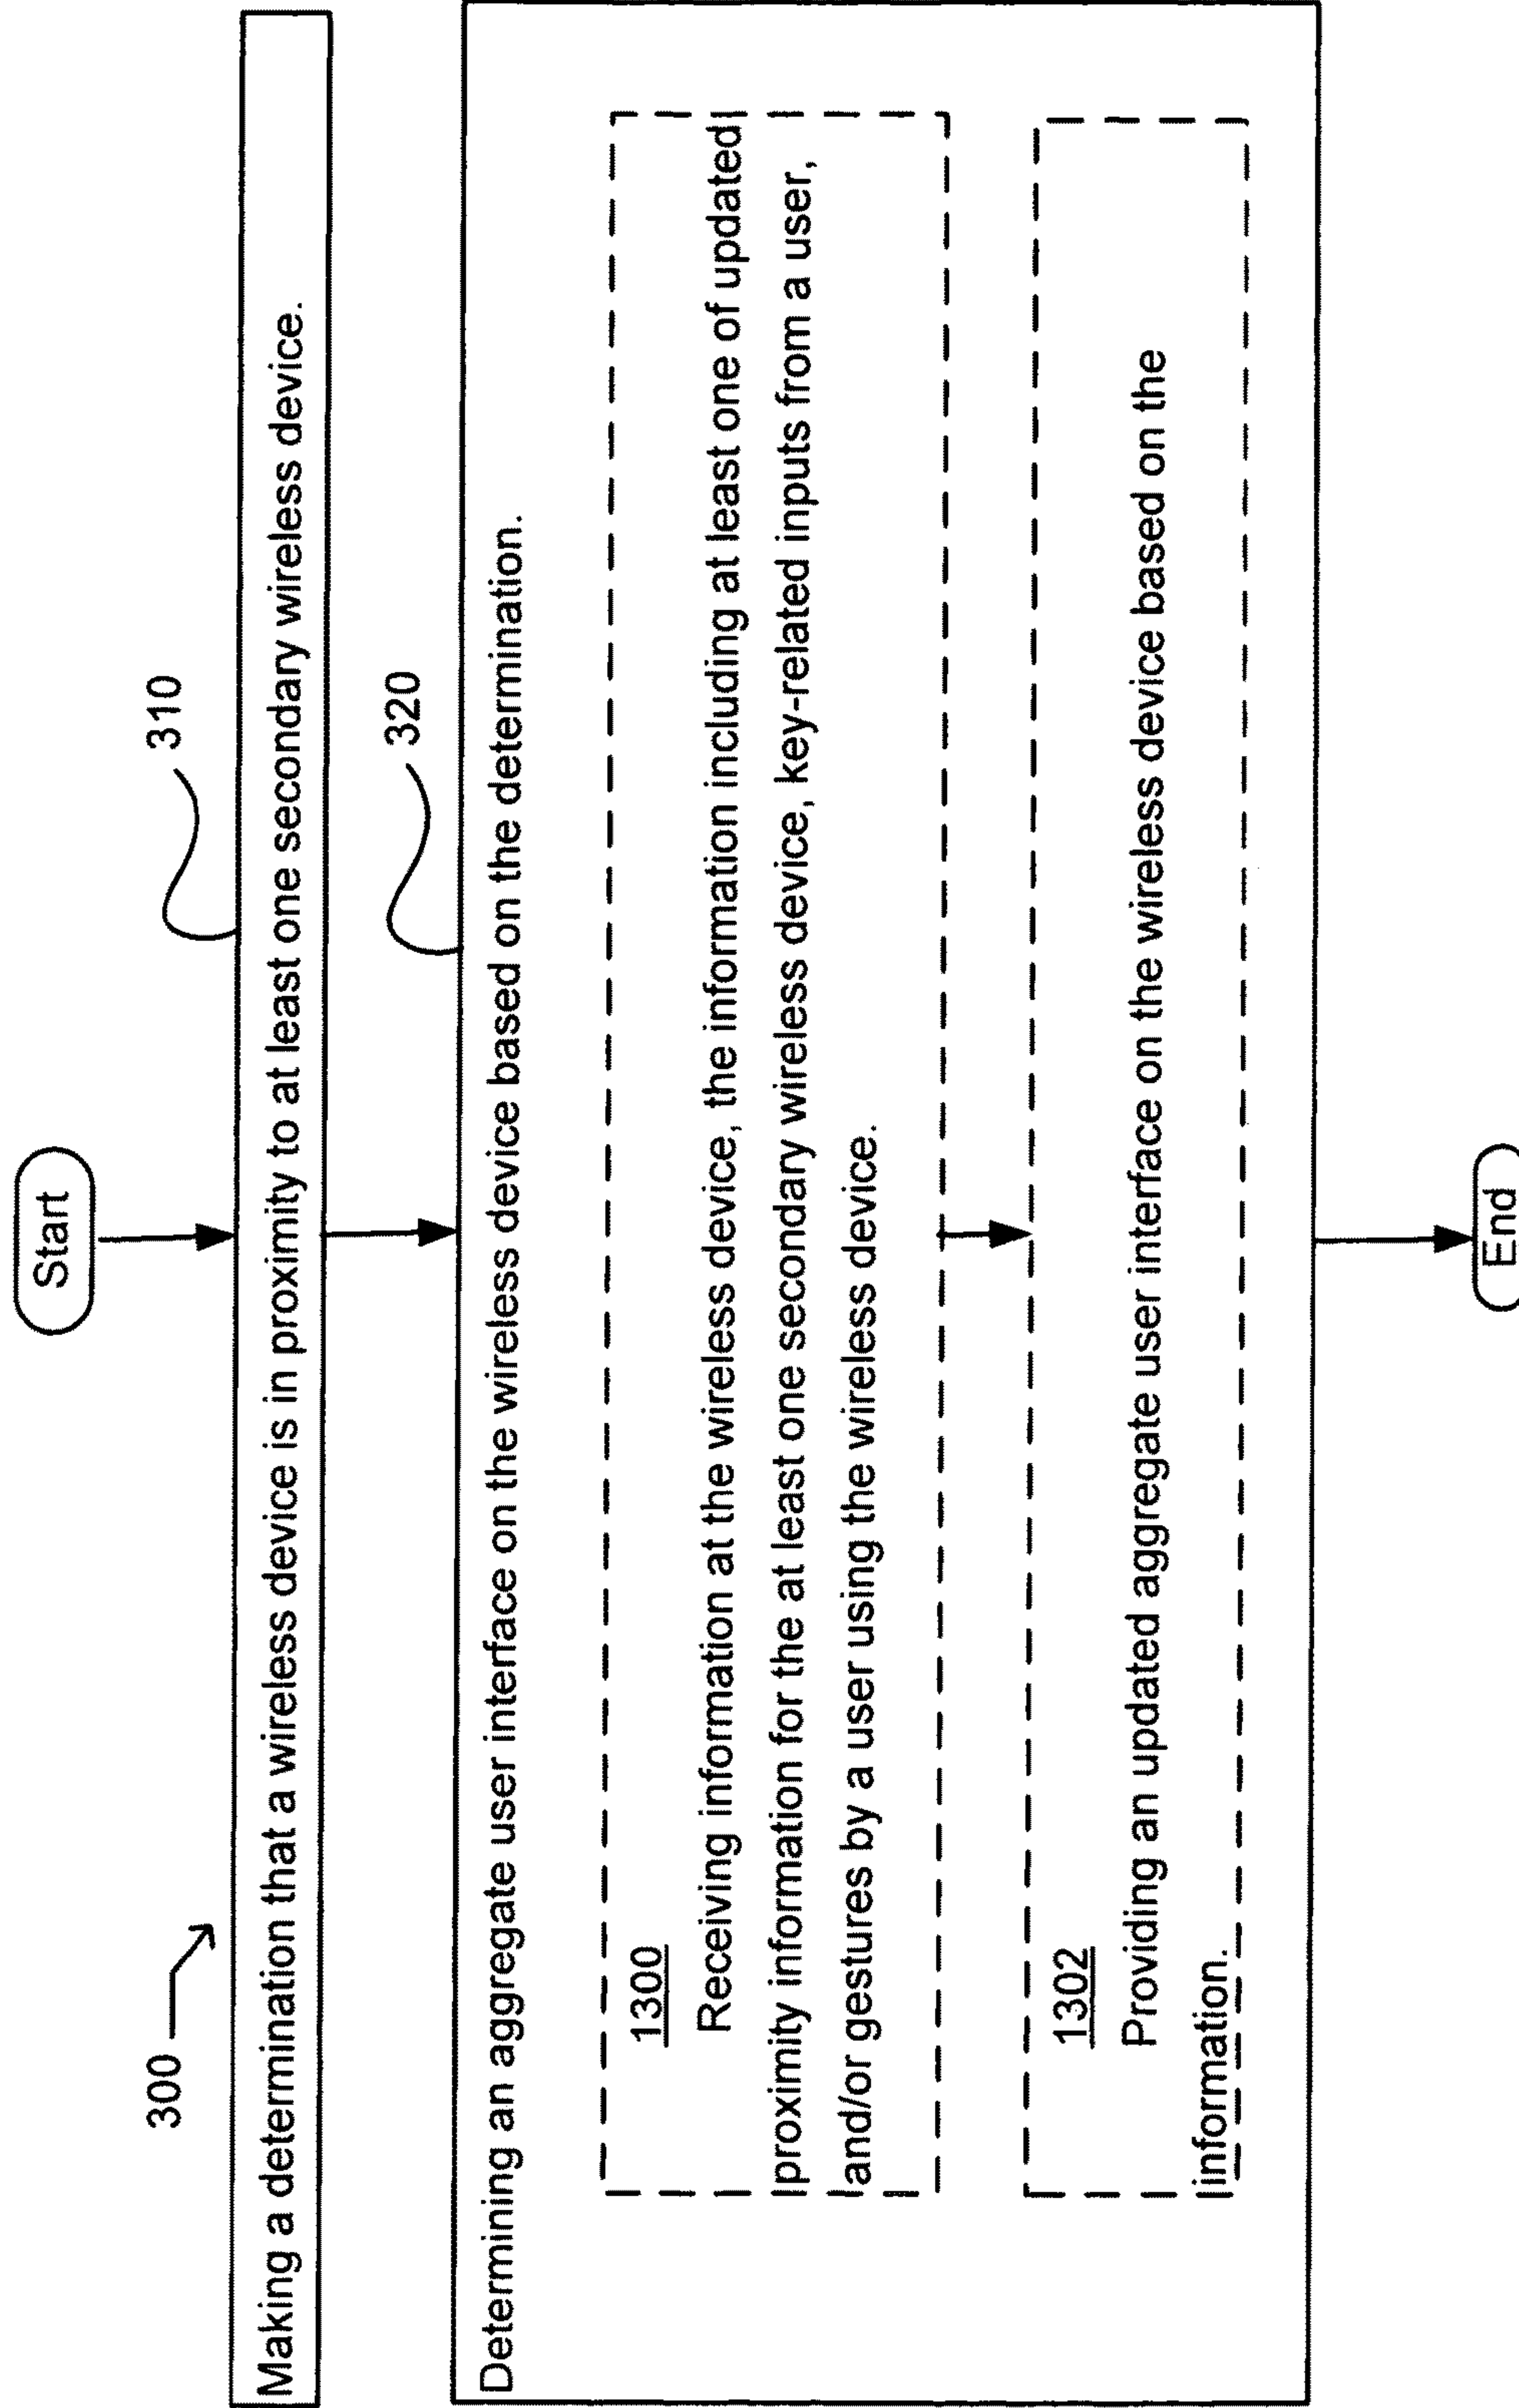 Start
300
310
Making a determination that a wireless device is in proximity to at least one secondary wireless device.
320
Determining an aggregate user interface on the wireless device based on the determination.
1300
Receiving information at the wireless device, the information including at least one of updated
proximity information for the at least one secondary wireless device, key-related inputs from a user,
and/or gestures by a user using the wireless device.
1302
Providing an updated aggregate user interface on the wireless device based on the
information.
End